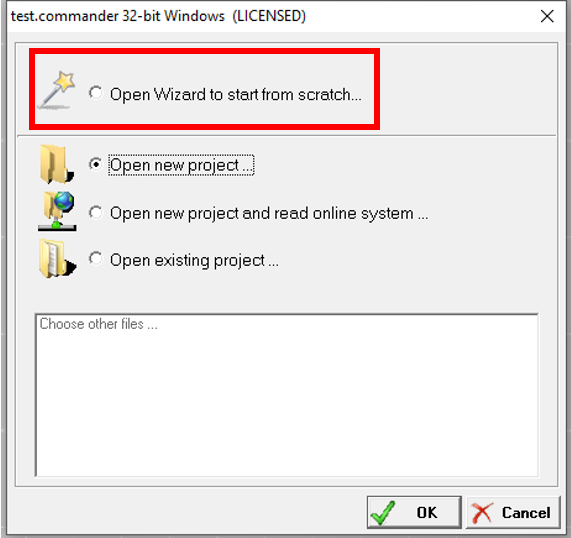 test.commander 32-bit Windows  (LICENSED)
Open Wizard to start from scratch...
Open new project ...
Open new project and read online system ...
Open existing project ...
Choose other files ...
OK
Cancel